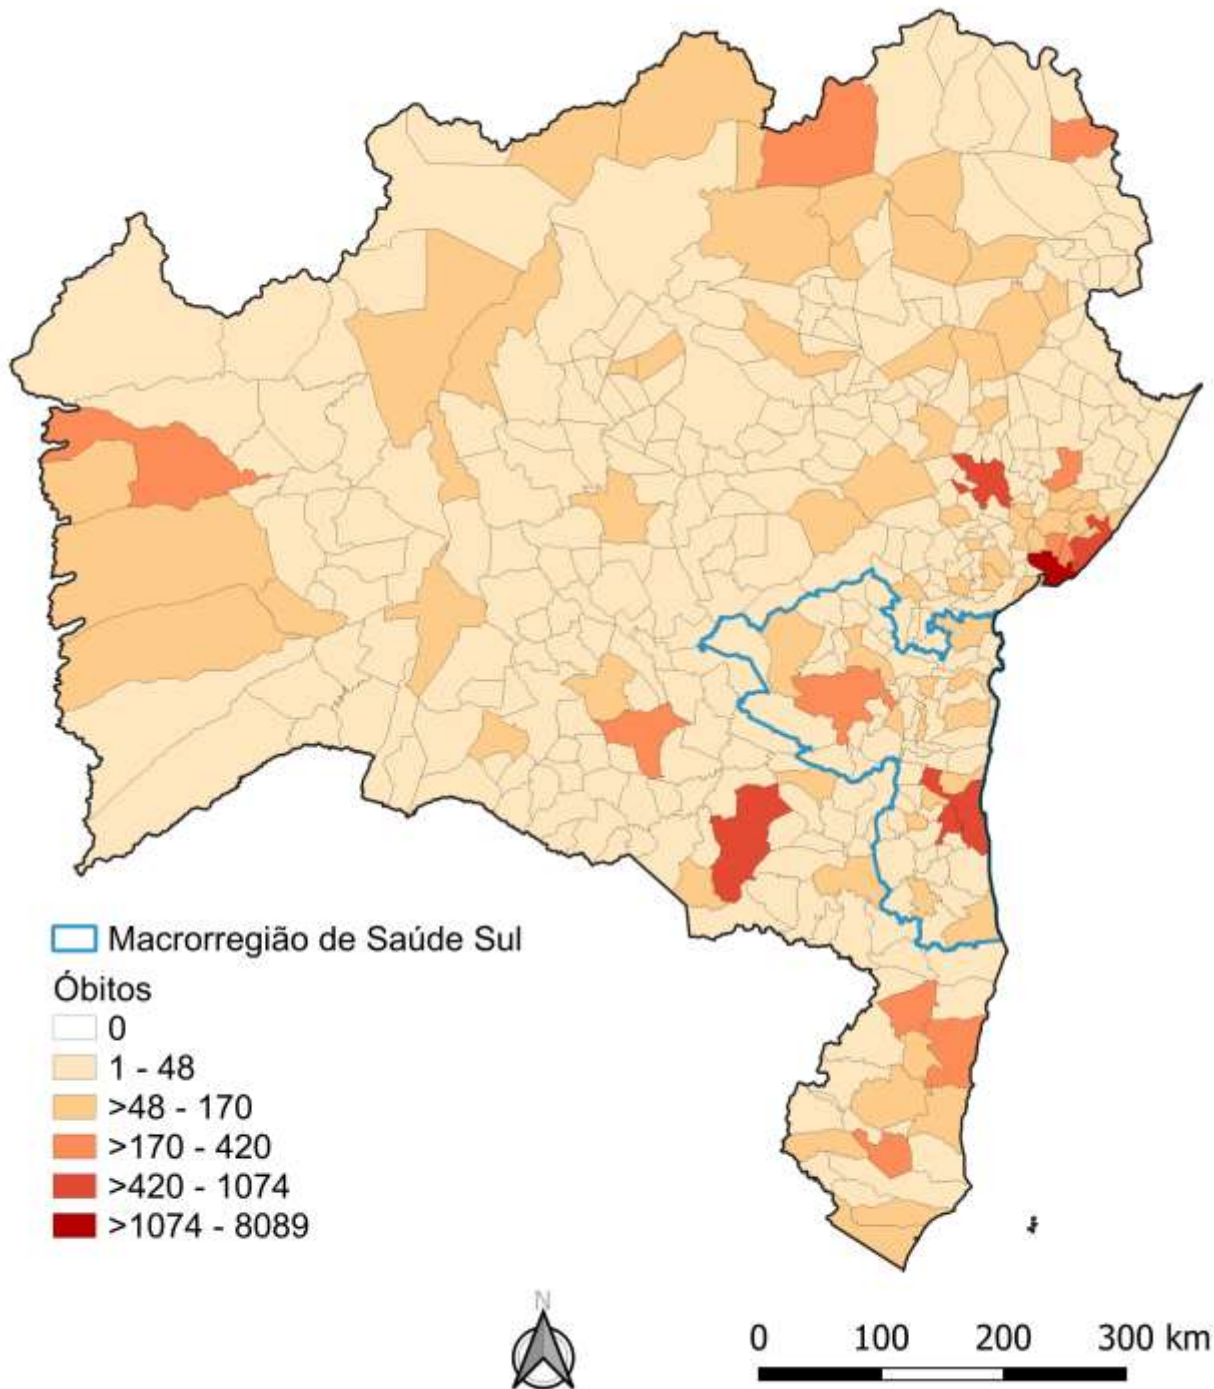 Macrorregião de Saúde Sul
Óbitos
0
1 - 48
>48 - 170
>170 - 420
>420 - 1074
>1074 - 8089
N
0 100 200 300 km